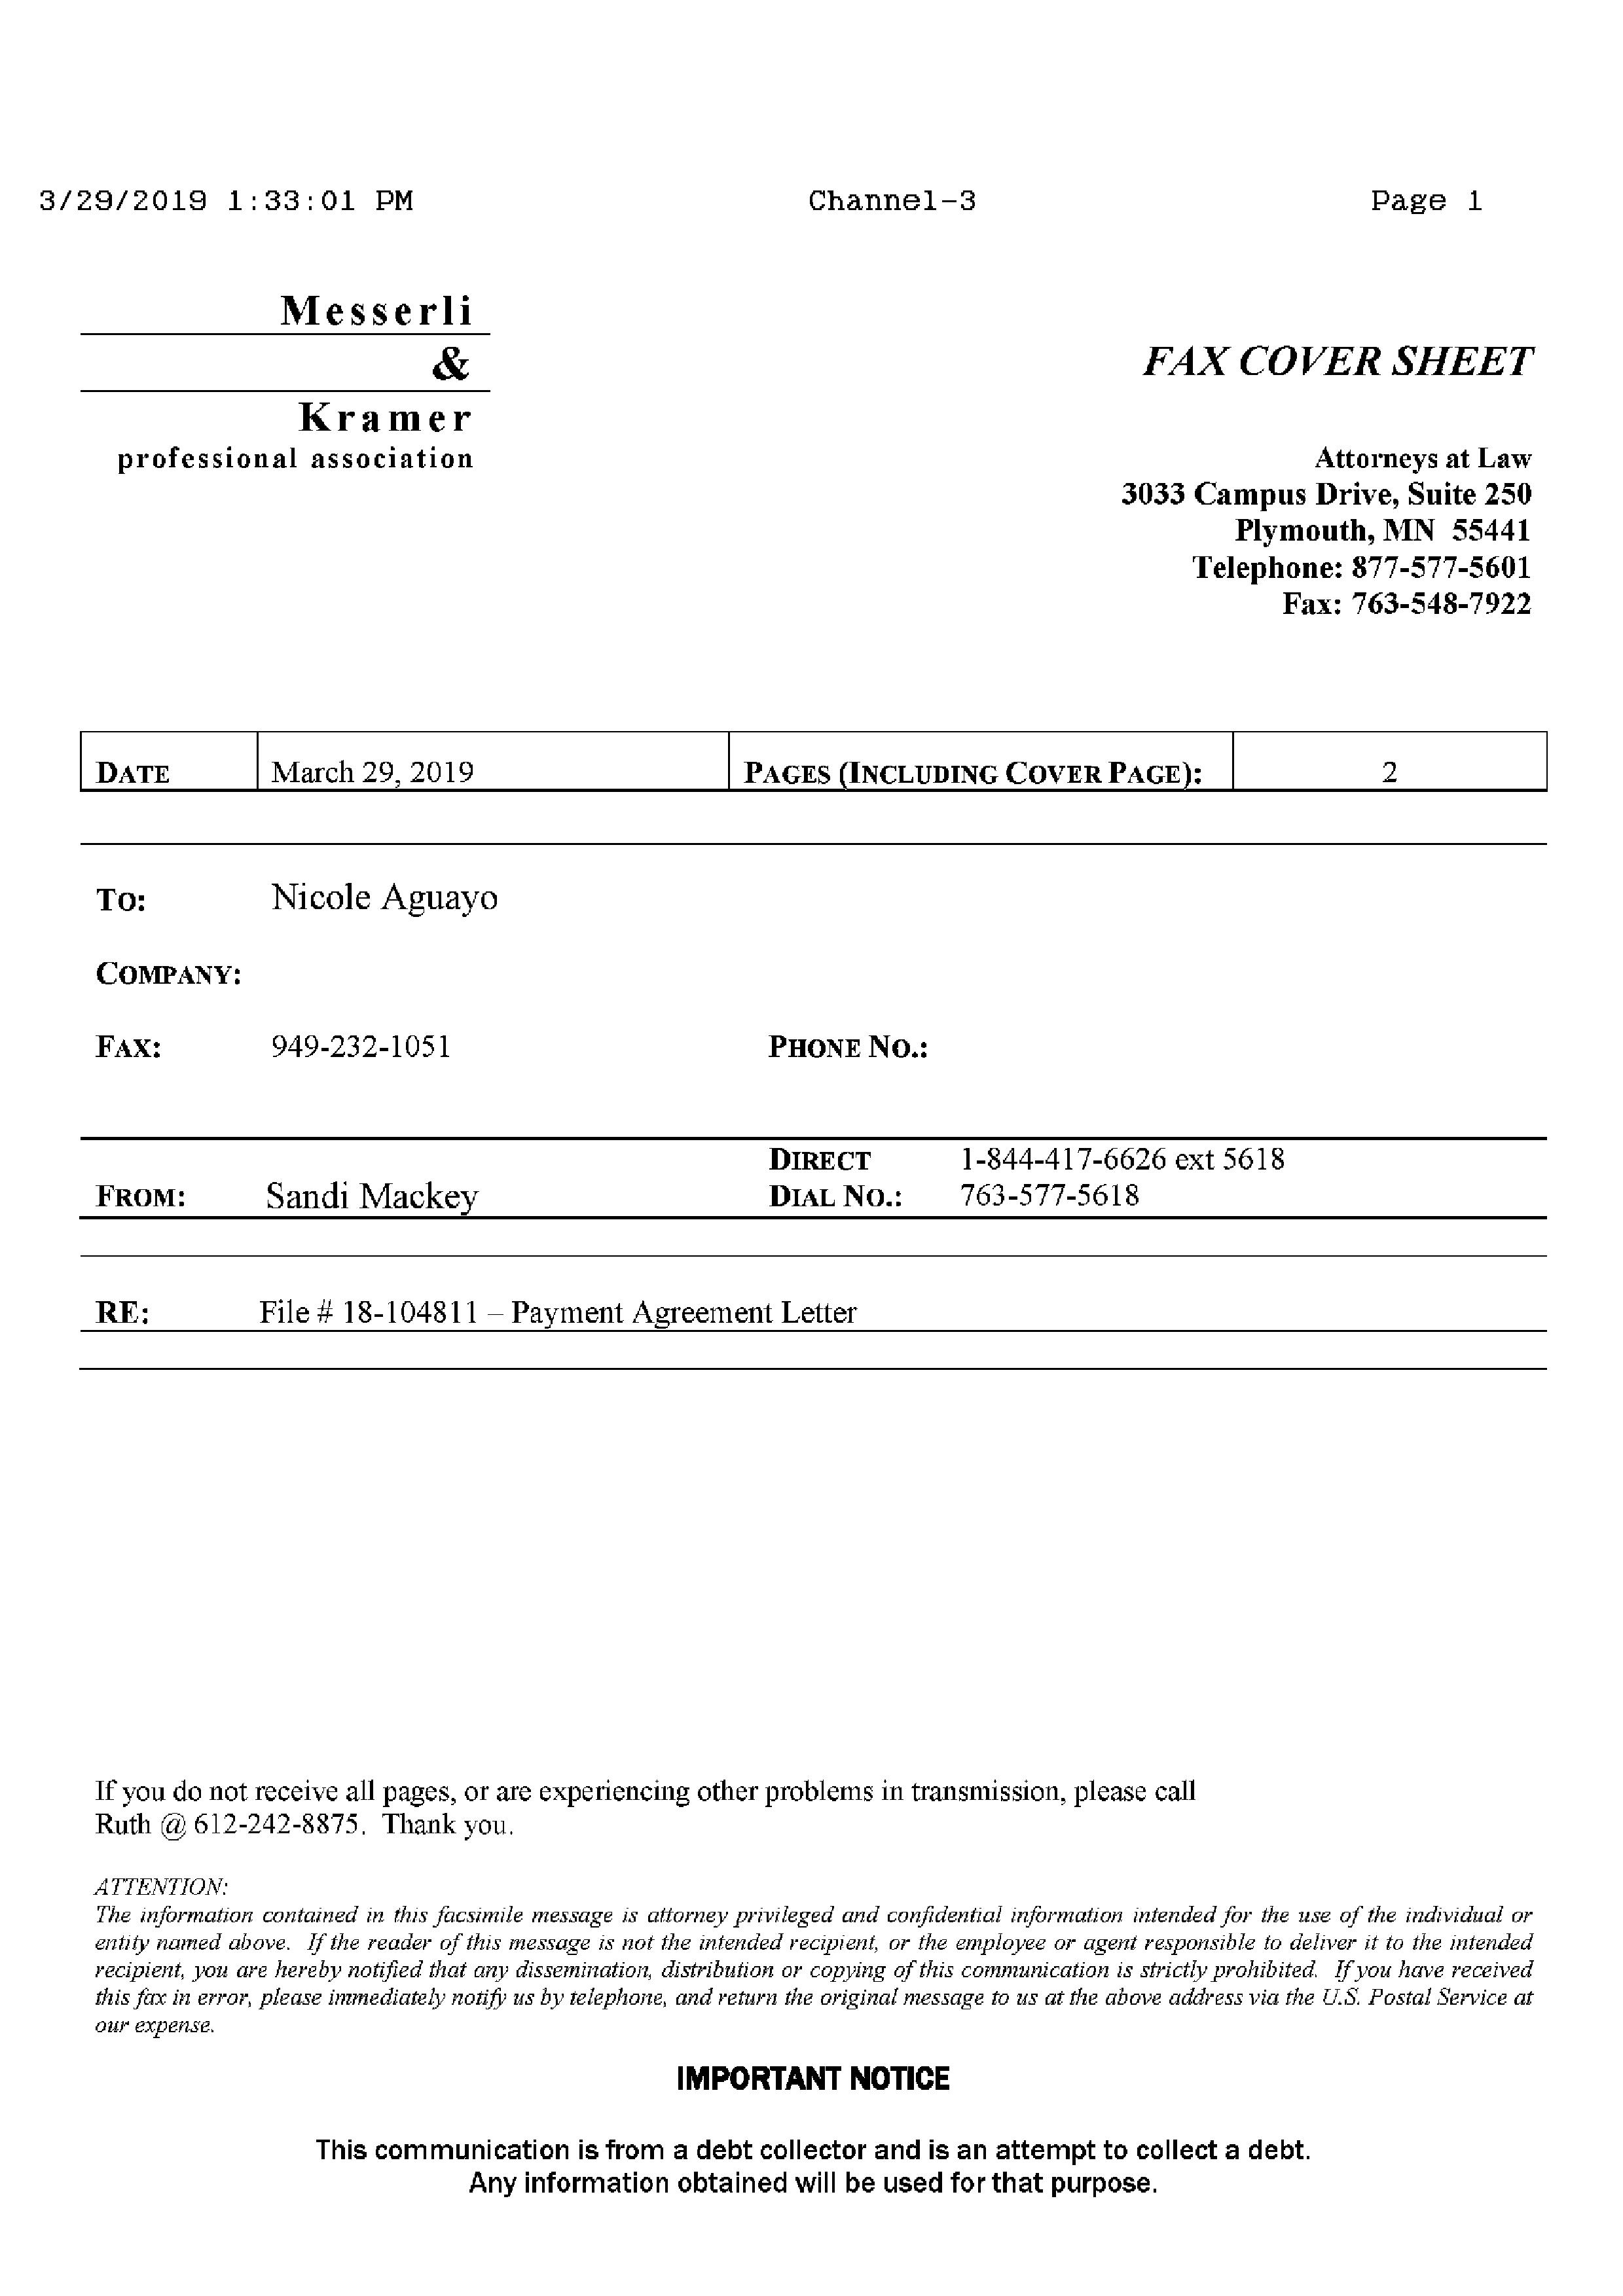 3/29/2019 1:33:01 PM Channel-3 Page 1
Messerli
&
Kramer
professional association
FAX COVER SHEET
Attorneys at Law
3033 Campus Drive, Suite 250
Plymouth, MN 55441
Telephone: 877-577-5601
Fax: 763-548-7922
DATE March 29, 2019 PAGES (INCLUDING COVER PAGE): 2
TO: Nicole Aguayo
COMPANY:
FAX: 949-232-1051 PHONE NO.:
DIRECT 1-844-417-6626 ext 5618
FROM: Sandi Mackey DIAL NO.: 763-577-5618
RE: File # 18-104811 – Payment Agreement Letter
If you do not receive all pages, or are experiencing other problems in transmission, please call
Ruth @ 612-242-8875. Thank you.
ATTENTION:
The information contained in this facsimile message is attorney privileged and confidential information intended for the use of the individual or
entity named above. If the reader of this message is not the intended recipient, or the employee or agent responsible to deliver it to the intended
recipient, you are hereby notified that any dissemination, distribution or copying of this communication is strictly prohibited. If you have received
this fax in error, please immediately notify us by telephone, and return the original message to us at the above address via the U.S. Postal Service at
our expense.
IMPORTANT NOTICE
This communication is from a debt collector and is an attempt to collect a debt.
Any information obtained will be used for that purpose.